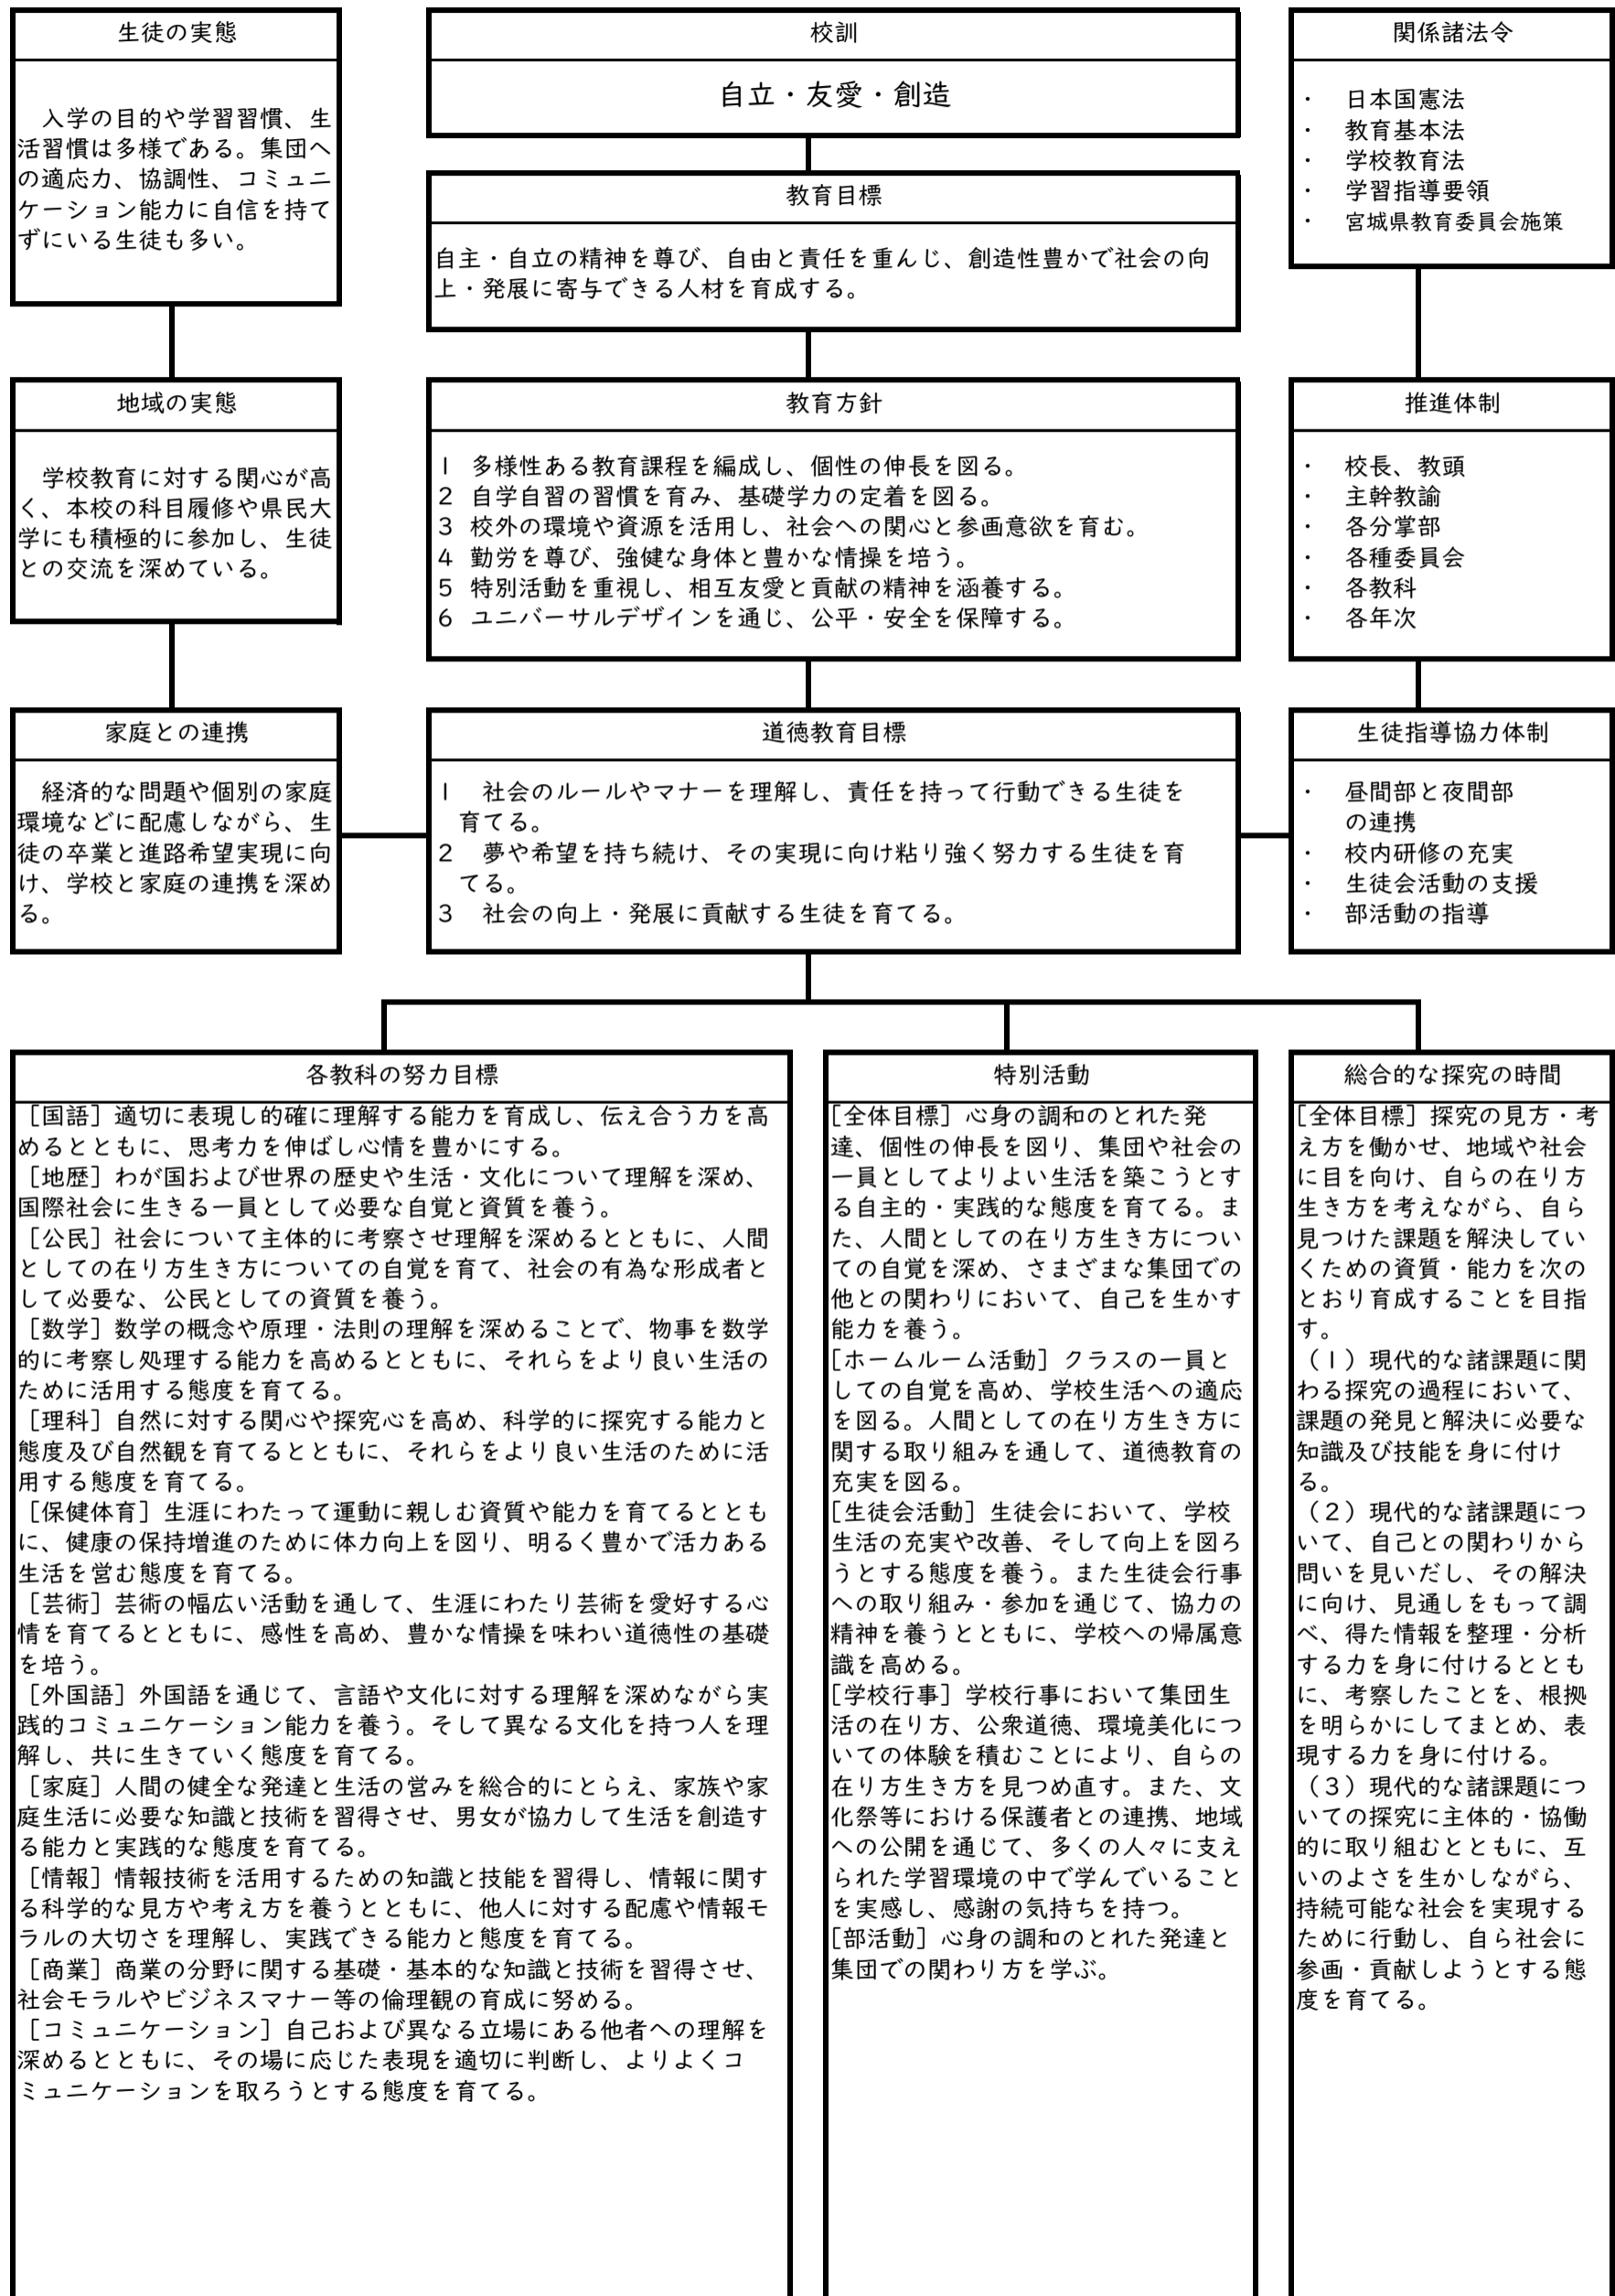 生徒の実態
入学の目的や学習習慣、生
活習慣は多様である。集団へ
の適応力、協調性、コミュニ
ケーション能力に自信を持て
ずにいる生徒も多い。
校訓
自立・友愛・創造
関係諸法令
・ 日本国憲法
・ 教育基本法
・ 学校教育法
・ 学習指導要領
・ 宮城県教育委員会施策
教育目標
自主・自立の精神を尊び、自由と責任を重んじ、創造性豊かで社会の向
上・発展に寄与できる人材を育成する。
地域の実態
学校教育に対する関心が高
く、本校の科目履修や県民大
学にも積極的に参加し、生徒
との交流を深めている。
教育方針
1 多様性ある教育課程を編成し、個性の伸長を図る。
2 自学自習の習慣を育み、基礎学力の定着を図る。
3 校外の環境や資源を活用し、社会への関心と参画意欲を育む。
4 勤労を尊び、強健な身体と豊かな情操を培う。
5 特別活動を重視し、相互友愛と貢献の精神を涵養する。
6 ユニバーサルデザインを通じ、公平・安全を保障する。
推進体制
・ 校長、教頭
・ 主幹教諭
・ 各分掌部
・ 各種委員会
・ 各教科
・ 各年次
家庭との連携
経済的な問題や個別の家庭
環境などに配慮しながら、生
徒の卒業と進路希望実現に向
け、学校と家庭の連携を深め
る。
道徳教育目標
1 社会のルールやマナーを理解し、責任を持って行動できる生徒を
育てる。
2 夢や希望を持ち続け、その実現に向け粘り強く努力する生徒を育
てる。
3 社会の向上・発展に貢献する生徒を育てる。
生徒指導協力体制
・ 昼間部と夜間部
の連携
・ 校内研修の充実
・ 生徒会活動の支援
・ 部活動の指導
各教科の努力目標
［国語］適切に表現し的確に理解する能力を育成し、伝え合う力を高
めるとともに、思考力を伸ばし心情を豊かにする。
［地歴］わが国および世界の歴史や生活・文化について理解を深め、
国際社会に生きる一員として必要な自覚と資質を養う。
［公民］社会について主体的に考察させ理解を深めるとともに、人間
としての在り方生き方についての自覚を育て、社会の有為な形成者と
して必要な、公民としての資質を養う。
［数学］数学の概念や原理・法則の理解を深めることで、物事を数学
的に考察し処理する能力を高めるとともに、それらをより良い生活の
ために活用する態度を育てる。
［理科］自然に対する関心や探究心を高め、科学的に探究する能力と
態度及び自然観を育てるとともに、それらをより良い生活のために活
用する態度を育てる。
［保健体育］生涯にわたって運動に親しむ資質や能力を育てるととも
に、健康の保持増進のために体力向上を図り、明るく豊かで活力ある
生活を営む態度を育てる。
［芸術］芸術の幅広い活動を通して、生涯にわたり芸術を愛好する心
情を育てるとともに、感性を高め、豊かな情操を味わい道徳性の基礎
を培う。
［外国語］外国語を通じて、言語や文化に対する理解を深めながら実
践的コミュニケーション能力を養う。そして異なる文化を持つ人を理
解し、共に生きていく態度を育てる。
［家庭］人間の健全な発達と生活の営みを総合的にとらえ、家族や家
庭生活に必要な知識と技術を習得させ、男女が協力して生活を創造す
る能力と実践的な態度を育てる。
［情報］情報技術を活用するための知識と技能を習得し、情報に関す
る科学的な見方や考え方を養うとともに、他人に対する配慮や情報モ
ラルの大切さを理解し、実践できる能力と態度を育てる。
［商業］商業の分野に関する基礎・基本的な知識と技術を習得させ、
社会モラルやビジネスマナー等の倫理観の育成に努める。
［コミュニケーション］自己および異なる立場にある他者への理解を
深めるとともに、その場に応じた表現を適切に判断し、よりよくコ
ミュニケーションを取ろうとする態度を育てる。
特別活動
［全体目標］心身の調和のとれた発
達、個性の伸長を図り、集団や社会の
一員としてよりよい生活を築こうとす
る自主的・実践的な態度を育てる。ま
た、人間としての在り方生き方につい
ての自覚を深め、さまざまな集団での
他との関わりにおいて、自己を生かす
能力を養う。
［ホームルーム活動］クラスの一員と
しての自覚を高め、学校生活への適応
を図る。人間としての在り方生き方に
関する取り組みを通して、道徳教育の
充実を図る。
［生徒会活動］生徒会において、学校
生活の充実や改善、そして向上を図ろ
うとする態度を養う。また生徒会行事
への取り組み・参加を通じて、協力の
精神を養うとともに、学校への帰属意
識を高める。
［学校行事］学校行事において集団生
活の在り方、公衆道徳、環境美化につ
いての体験を積むことにより、自らの
在り方生き方を見つめ直す。また、文
化祭等における保護者との連携、地域
への公開を通じて、多くの人々に支え
られた学習環境の中で学んでいること
を実感し、感謝の気持ちを持つ。
［部活動］心身の調和のとれた発達と
集団での関わり方を学ぶ。
総合的な探究の時間
［全体目標］探究の見方・考
え方を働かせ、地域や社会
に目を向け、自らの在り方
生き方を考えながら、自ら
見つけた課題を解決してい
くための資質・能力を次の
とおり育成することを目指
す。
（1）現代的な諸課題に関
わる探究の過程において、
課題の発見と解決に必要な
知識及び技能を身に付け
る。
（2）現代的な諸課題につ
いて、自己との関わりから
問いを見いだし、その解決
に向け、見通しをもって調
べ、得た情報を整理・分析
する力を身に付けるととも
に、考察したことを、根拠
を明らかにしてまとめ、表
現する力を身に付ける。
（3）現代的な諸課題につ
いての探究に主体的・協働
的に取り組むとともに、互
いのよさを生かしながら、
持続可能な社会を実現する
ために行動し、自ら社会に
参画・貢献しようとする態
度を育てる。